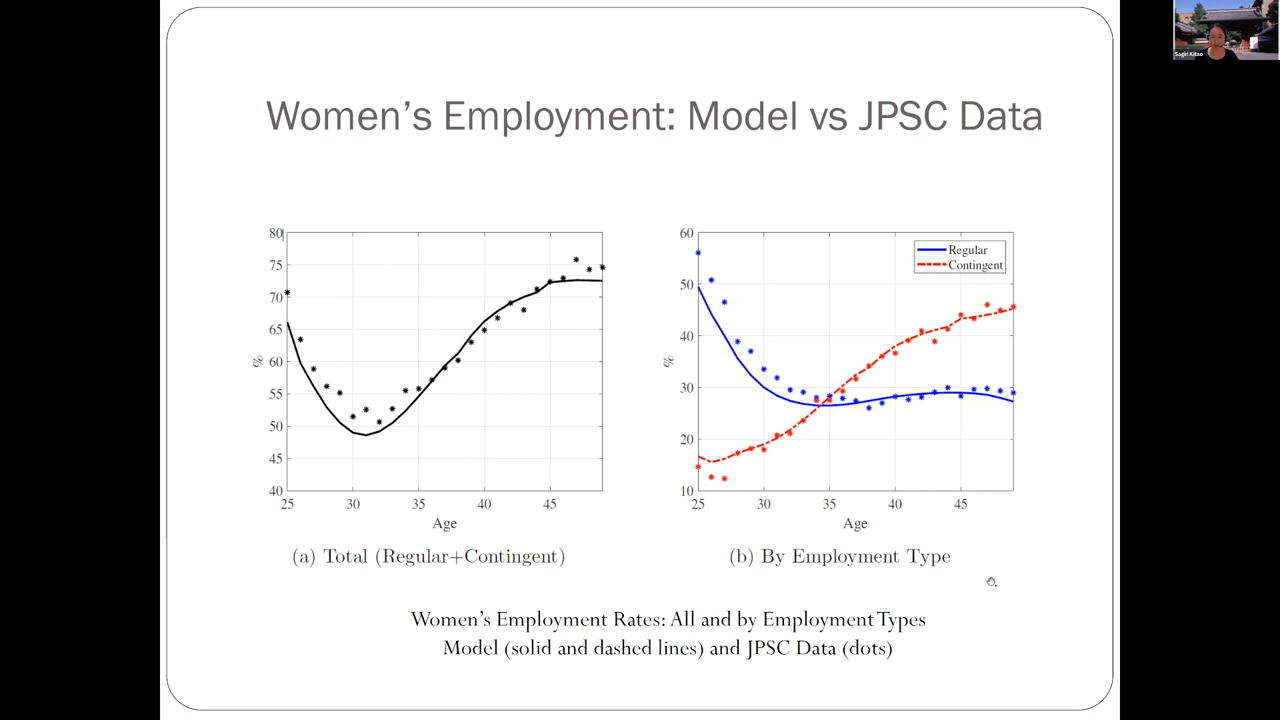 Sagiri Kitao
Women's Employment: Model vs JPSC Data
80
75
70
65
60
55
50
45
40
%
25
30
35
40
45
Age
(a) Total (Regular+Contingent)
60
50
40
30
20
10
%
Regular
Contingent
25
30
35
40
45
Age
(b) By Employment Type
Women's Employment Rates: All and by Employment Types
Model (solid and dashed lines) and JPSC Data (dots)